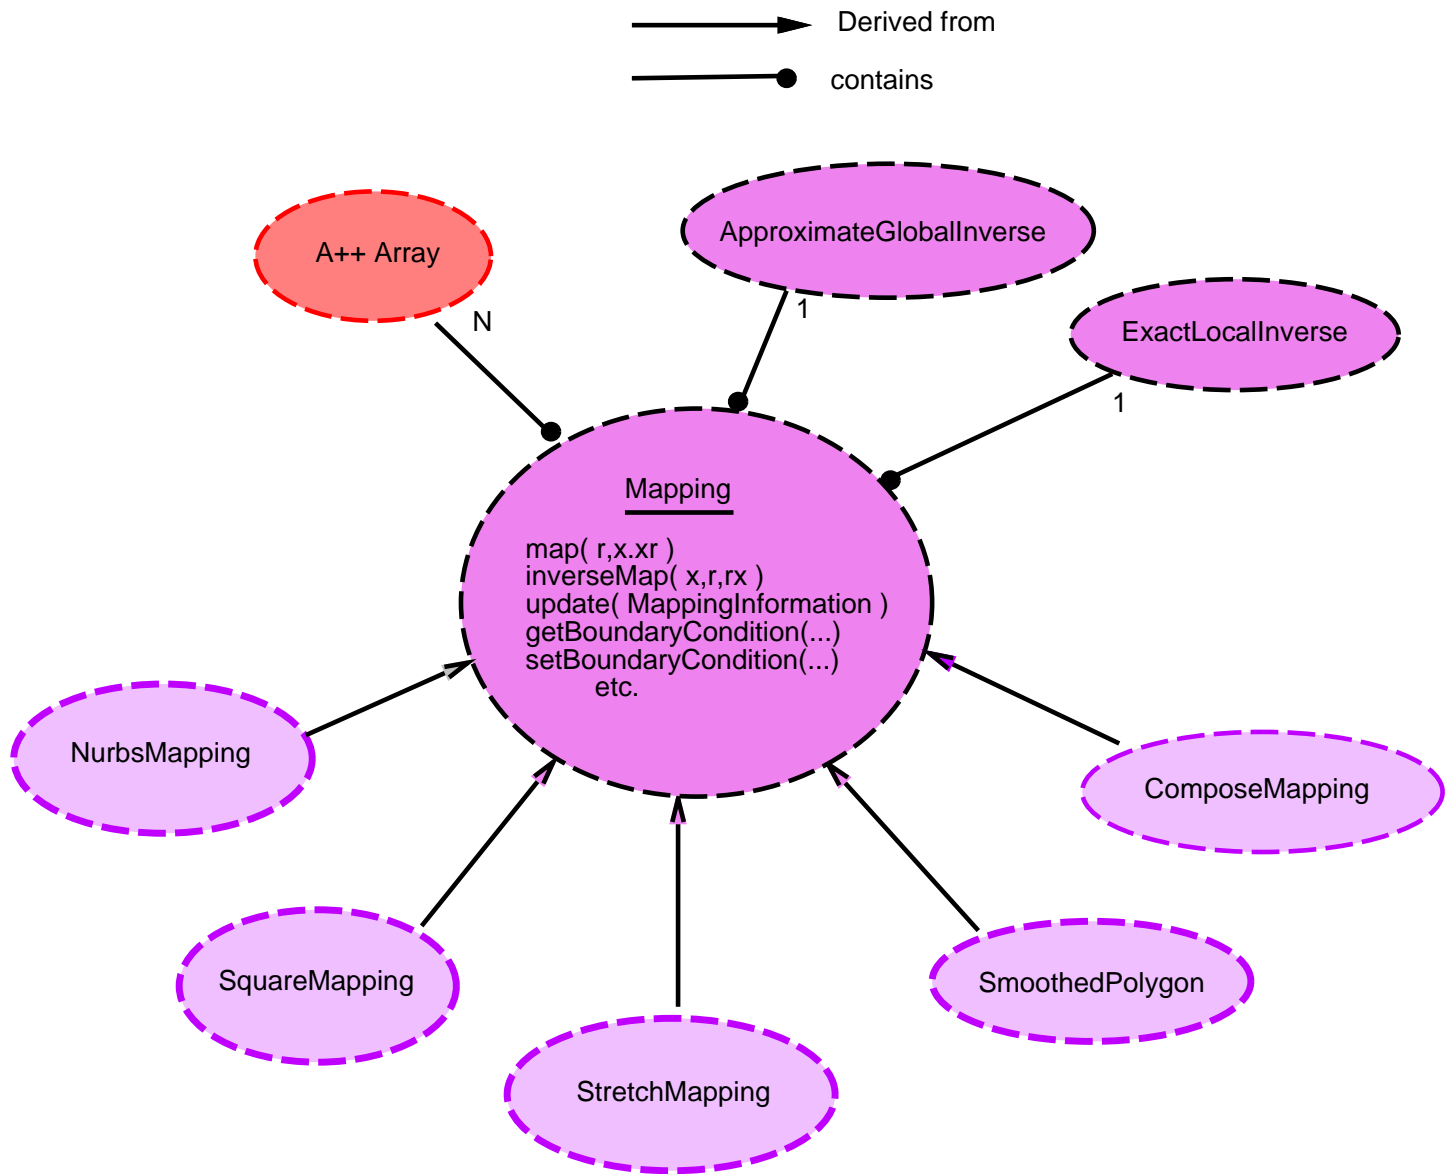 Derived from
contains
A++ Array
ApproximateGlobalInverse
N
1
ExactLocalInverse
1
Mapping
map( r,x.xr )
inverseMap( x,r,rx )
update( MappingInformation )
getBoundaryCondition(...)
setBoundaryCondition(...)
etc.
NurbsMapping
ComposeMapping
SquareMapping
SmoothedPolygon
StretchMapping